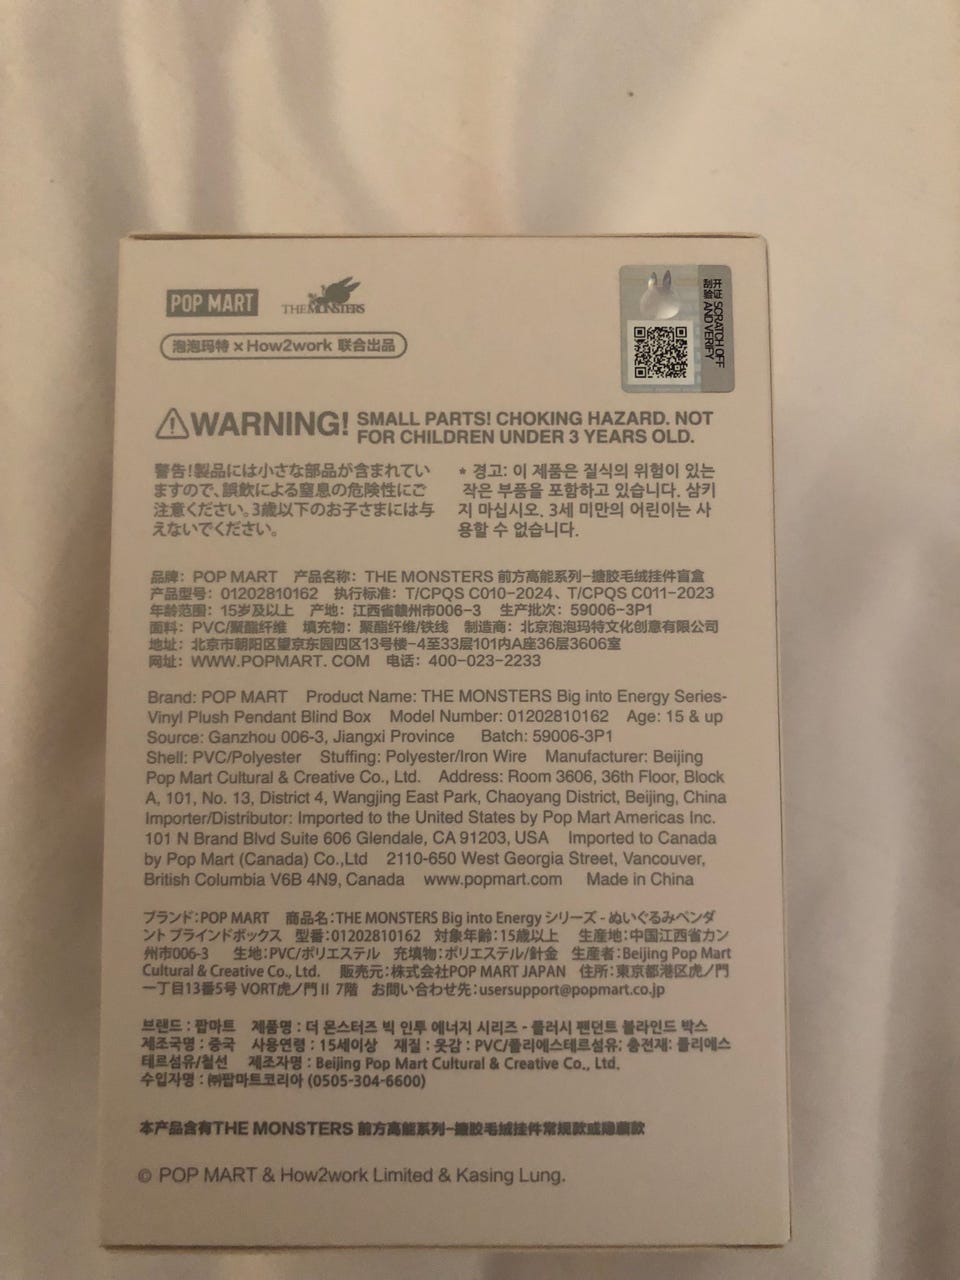 POP MART
THE MONSTERS
泡泡玛特 × How2work 联合出品
刮开验证 SCRATCH OFF AND VERIFY
WARNING! SMALL PARTS! CHOKING HAZARD. NOT
FOR CHILDREN UNDER 3 YEARS OLD.
警告！製品には小さな部品が含まれてい
ますので、誤飲による窒息の危険性にご
注意ください。3歳以下のお子さまには与
えないでください。
* 경고: 이 제품은 질식의 위험이 있는
작은 부품을 포함하고 있습니다. 삼키
지 마십시오. 3세 미만의 어린이는 사
용할 수 없습니다.
品牌： POP MART 产品名称： THE MONSTERS 前方高能系列-搪胶毛绒挂件盲盒
产品型号： 01202810162 执行标准： T/CPQS C010-2024、T/CPQS C011-2023
年龄范围： 15岁及以上 产地： 江西省赣州市006-3 生产批次： 59006-3P1
面料： PVC/聚酯纤维 填充物： 聚酯纤维/铁线 制造商： 北京泡泡玛特文化创意有限公司
地址： 北京市朝阳区望京东园四区13号楼-4至33层101内A座36层3606室
网址： WWW.POPMART. COM 电话： 400-023-2233
Brand: POP MART Product Name: THE MONSTERS Big into Energy Series-
Vinyl Plush Pendant Blind Box Model Number: 01202810162 Age: 15 & up
Source: Ganzhou 006-3, Jiangxi Province Batch: 59006-3P1
Shell: PVC/Polyester Stuffing: Polyester/Iron Wire Manufacturer: Beijing
Pop Mart Cultural & Creative Co., Ltd. Address: Room 3606, 36th Floor, Block
A, 101, No. 13, District 4, Wangjing East Park, Chaoyang District, Beijing, China
Importer/Distributor: Imported to the United States by Pop Mart Americas Inc.
101 N Brand Blvd Suite 606 Glendale, CA 91203, USA Imported to Canada
by Pop Mart (Canada) Co.,Ltd 2110-650 West Georgia Street, Vancouver,
British Columbia V6B 4N9, Canada www.popmart.com Made in China
ブランド：POP MART 商品名：THE MONSTERS Big into Energy シリーズ - ぬいぐるみペンダ
ント ブラインドボックス 型番：01202810162 対象年齢：15歳以上 生産地：中国江西省カン
州市006-3 生地：PVC/ポリエステル 充填物：ポリエステル/針金 生産者：Beijing Pop Mart
Cultural & Creative Co., Ltd. 販売元：株式会社POP MART JAPAN 住所：東京都港区虎ノ門
一丁目13番5号 VORT虎ノ門Ⅱ 7階 お問い合わせ先：usersupport@popmart.co.jp
브랜드 : 팝마트 제품명 : 더 몬스터즈 빅 인투 에너지 시리즈 - 플러시 펜던트 블라인드 박스
제조국명 : 중국 사용연령 : 15세이상 재질 : 옷감 : PVC/폴리에스테르섬유; 충전재: 폴리에스
테르섬유/철선 제조자명 : Beijing Pop Mart Cultural & Creative Co., Ltd.
수입자명 : ㈜팝마트코리아 (0505-304-6600)
本产品含有THE MONSTERS 前方高能系列-搪胶毛绒挂件常规款或隐藏款
© POP MART & How2work Limited & Kasing Lung.